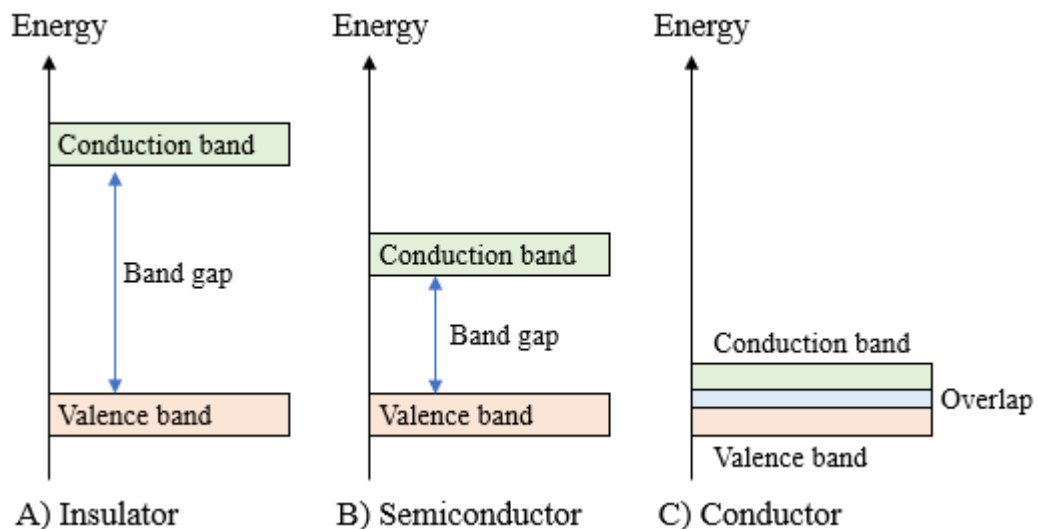 Energy
Conduction band
Band gap
Valence band
A) Insulator
Energy
Conduction band
Band gap
Valence band
B) Semiconductor
Energy
Conduction band
Overlap
Valence band
C) Conductor